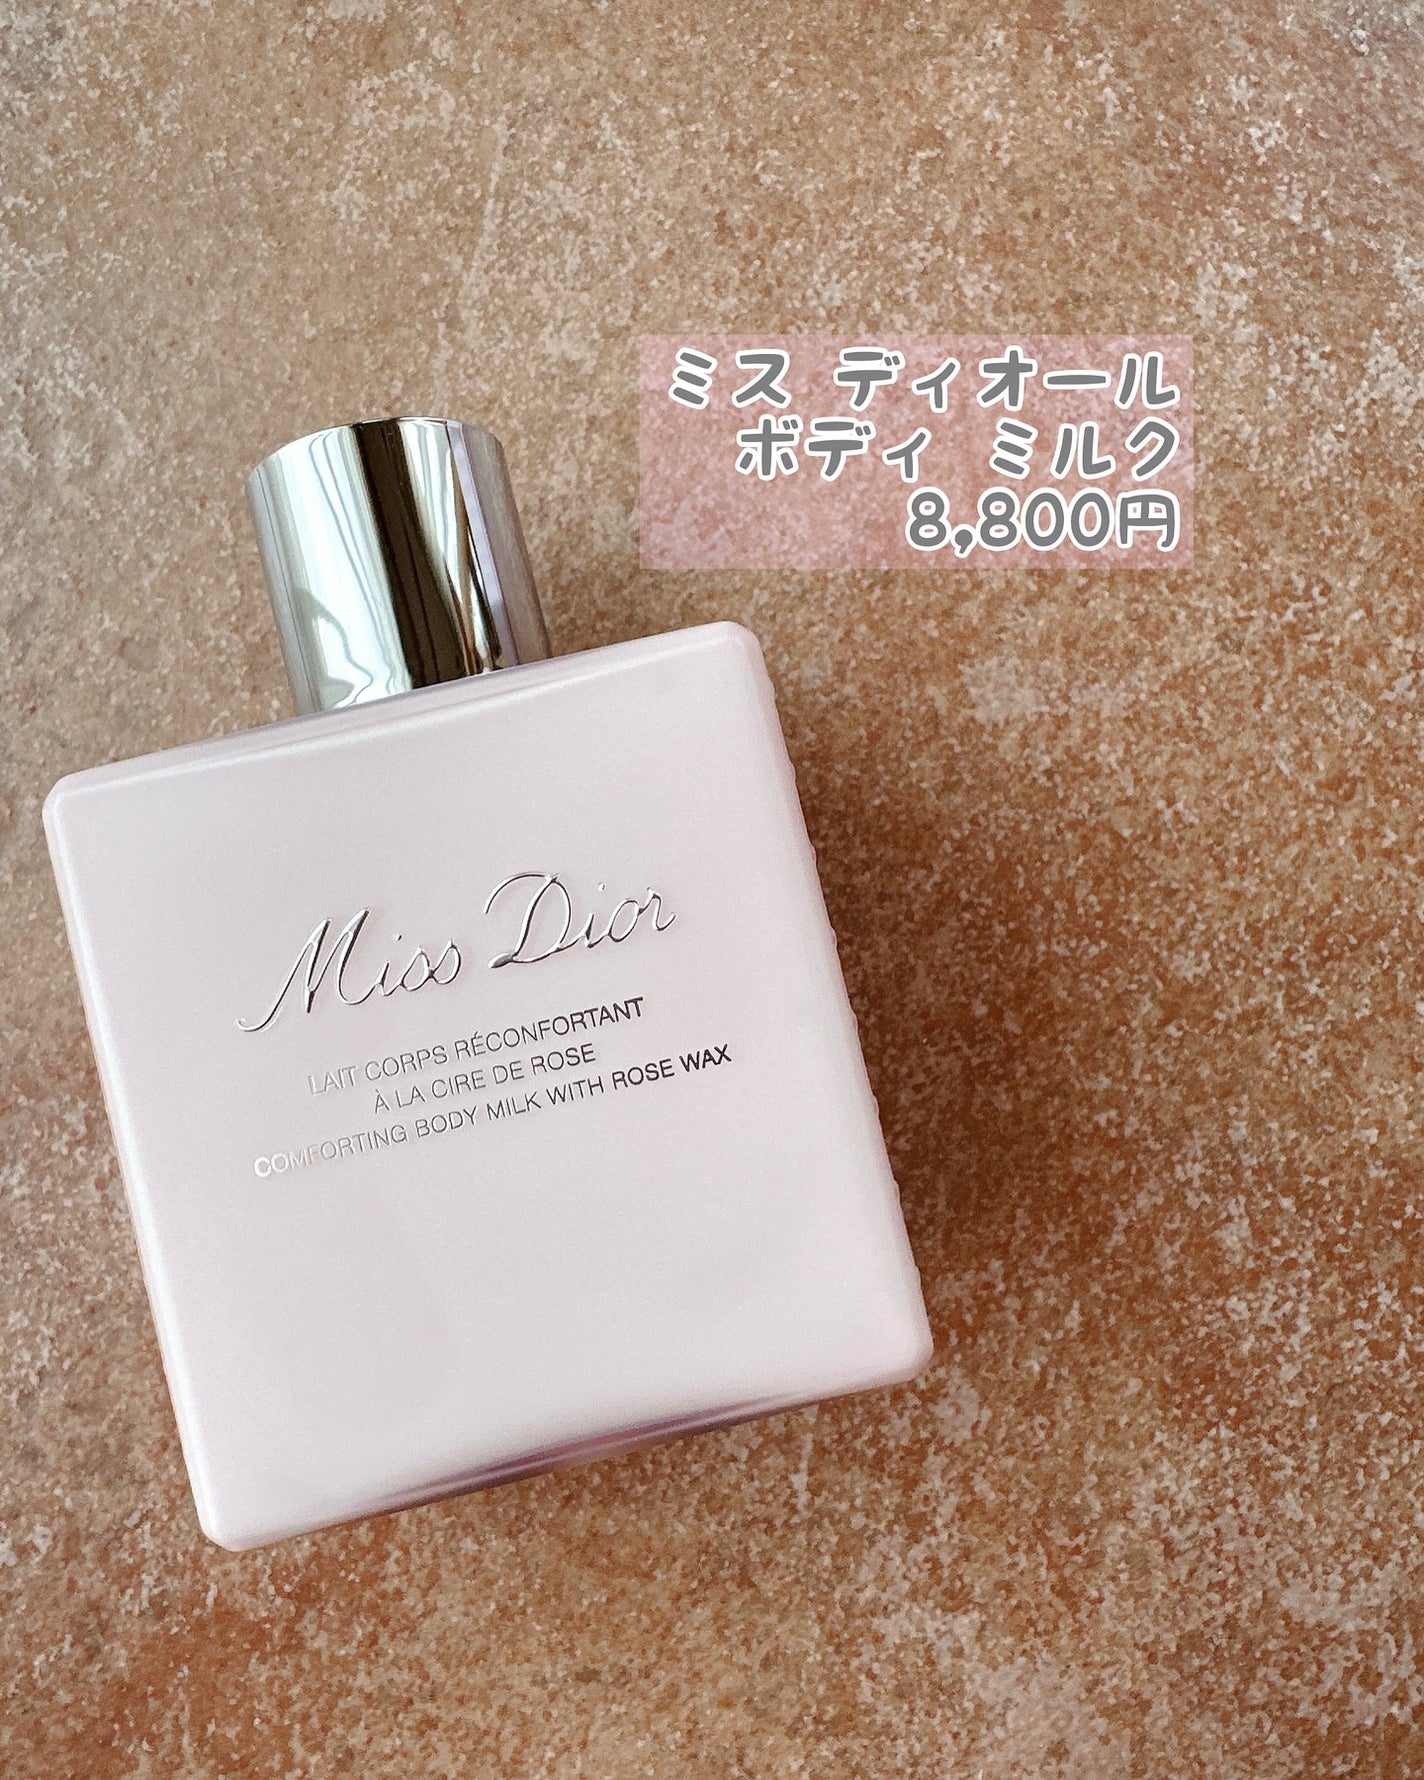 ミス ディオール
ボディ ミルク
8,800円
Miss Dior
LAIT CORPS RÉCONFORTANT
À LA CIRE DE ROSE
COMFORTING BODY MILK WITH ROSE WAX